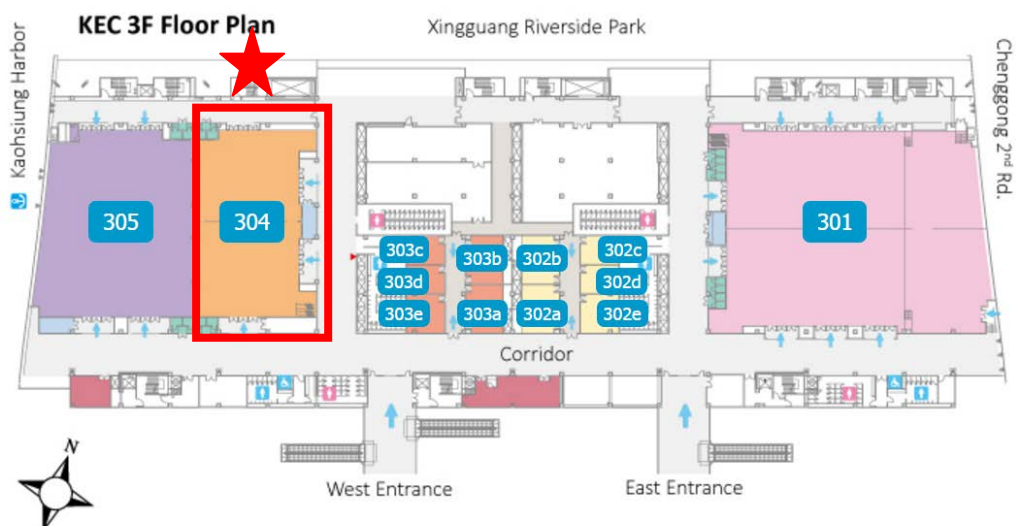 KEC 3F Floor Plan
Xingguang Riverside Park
Kaohsiung Harbor
Chenggong 2nd Rd.
305
304
301
303c
303b
302b
302c
303d
302d
303e
303a
302a
302e
Corridor
West Entrance
East Entrance
N